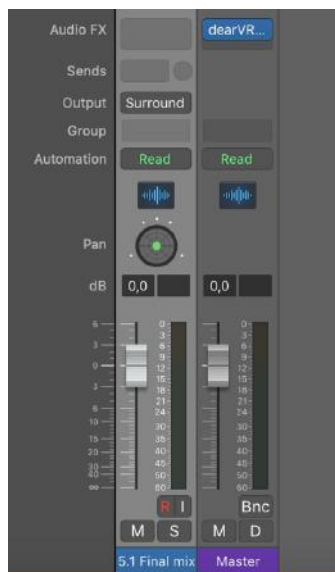 Audio FX dearVR...
Sends
Output Surround
Group
Automation Read Read
Pan
dB 0,0 0,0
6 0 0
3 3 3
6 6
0 9 9
12 12
3 15 15
18 18
6 21 21
24 24
10
30 30
15 35 35
20 40 40
30 45 45
40 50 50
∞ 60 60
R I Bnc
M S M D
5.1 Final mix Master